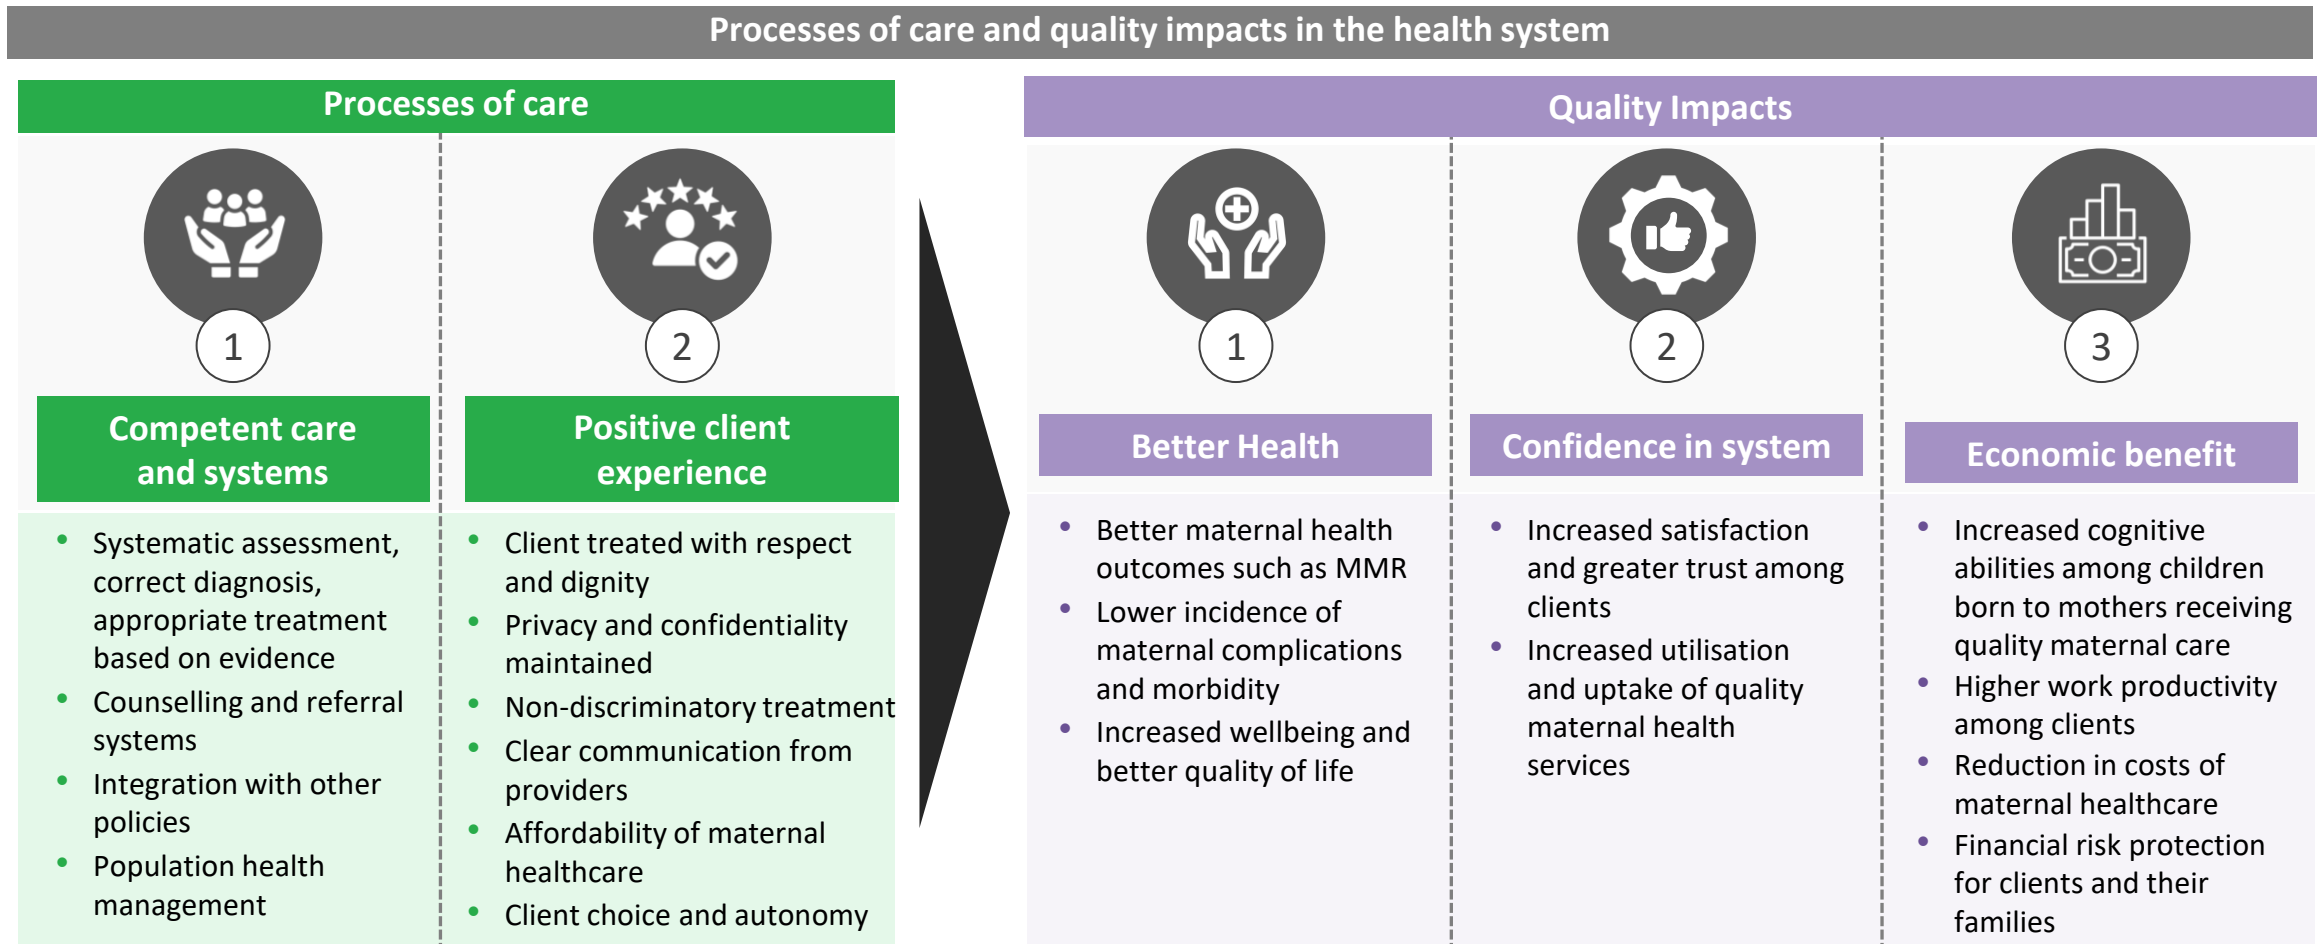 Processes of care and quality impacts in the health system
Processes of care
1
Competent care
and systems
• Systematic assessment,
correct diagnosis,
appropriate treatment
based on evidence
• Counselling and referral
systems
• Integration with other
policies
• Population health
management
2
Positive client
experience
• Client treated with respect
and dignity
• Privacy and confidentiality
maintained
• Non-discriminatory treatment
• Clear communication from
providers
• Affordability of maternal
healthcare
• Client choice and autonomy
Quality Impacts
1
Better Health
• Better maternal health
outcomes such as MMR
• Lower incidence of
maternal complications
and morbidity
• Increased wellbeing and
better quality of life
2
Confidence in system
• Increased satisfaction
and greater trust among
clients
• Increased utilisation
and uptake of quality
maternal health
services
3
Economic benefit
• Increased cognitive
abilities among children
born to mothers receiving
quality maternal care
• Higher work productivity
among clients
• Reduction in costs of
maternal healthcare
• Financial risk protection
for clients and their
families